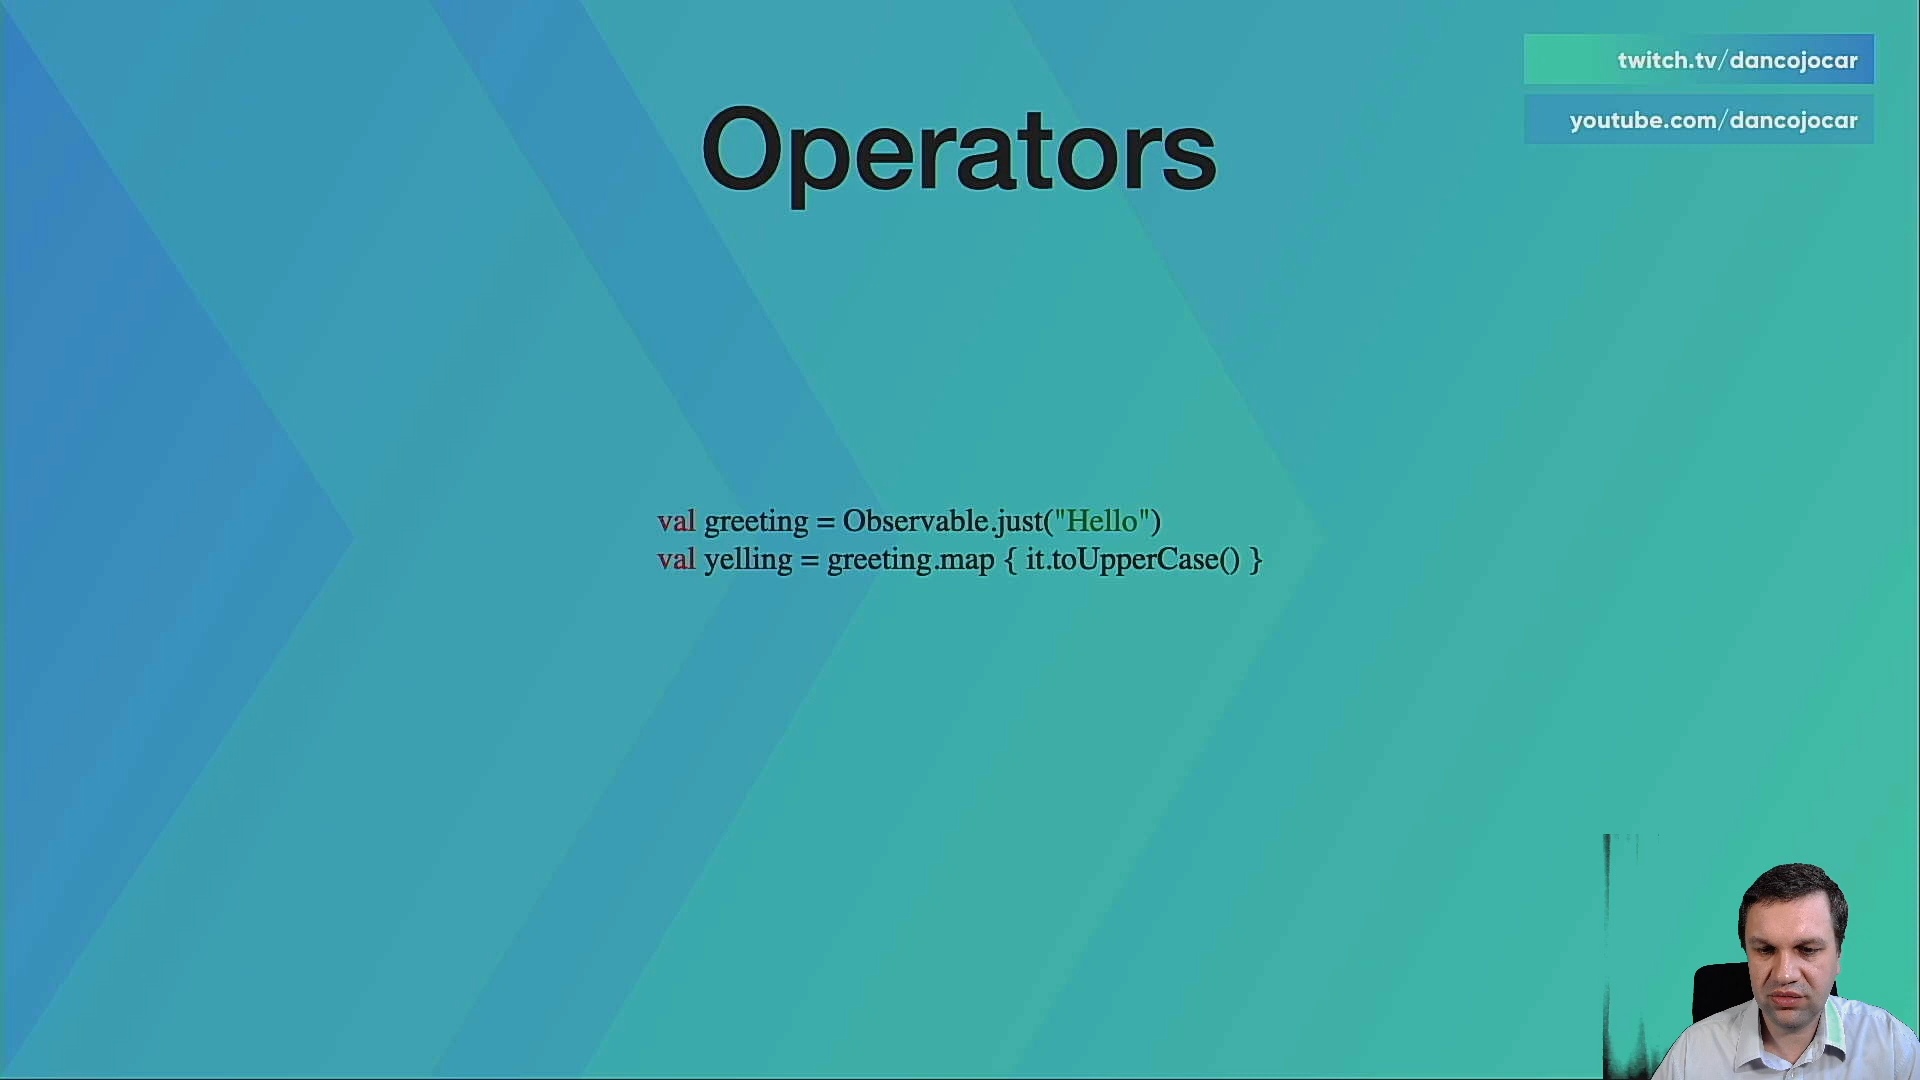 twitch.tv/dancojocar
youtube.com/dancojocar
Operators
val greeting = Observable.just("Hello")
val yelling = greeting.map { it.toUpperCase() }